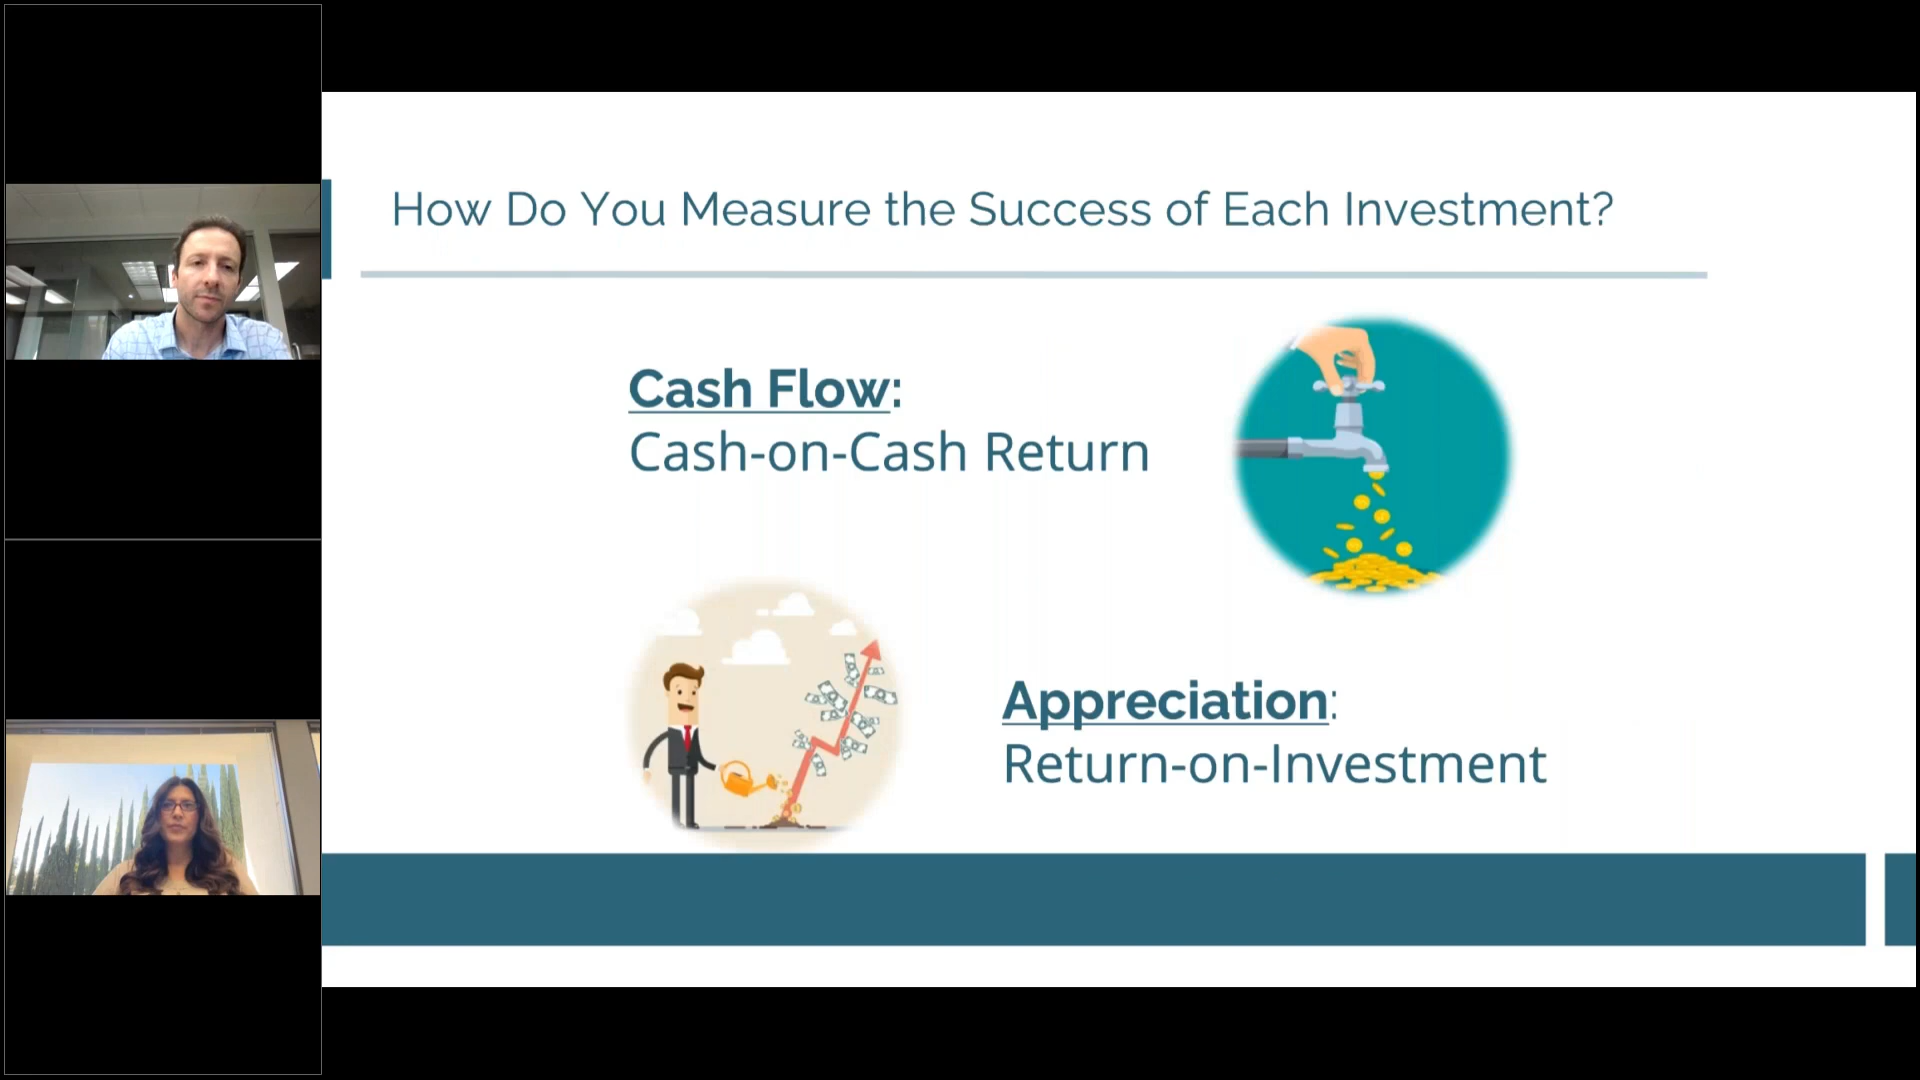 How Do You Measure the Success of Each Investment?
Cash Flow:
Cash-on-Cash Return
Appreciation:
Return-on-Investment